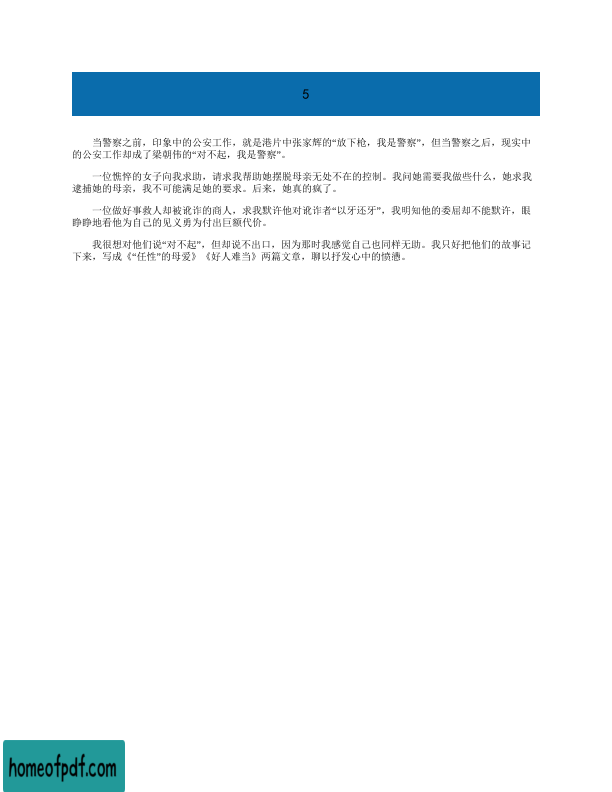 5
当警察之前，印象中的公安工作，就是港片中张家辉的“放下枪，我是警察”，但当警察之后，现实中
的公安工作却成了梁朝伟的“对不起，我是警察”。
一位憔悴的女子向我求助，请求我帮助她摆脱母亲无处不在的控制。我问她需要我做些什么，她求我
逮捕她的母亲，我不可能满足她的要求。后来，她真的疯了。
一位做好事救人却被讹诈的商人，求我默许他对讹诈者“以牙还牙”，我明知他的委屈却不能默许，眼
睁睁地看他为自己的见义勇为付出巨额代价。
我很想对他们说“对不起”，但却说不出口，因为那时我感觉自己也同样无助。我只好把他们的故事记
下来，写成《“任性”的母爱》《好人难当》两篇文章，聊以抒发心中的愤懑。
homeofpdf.com